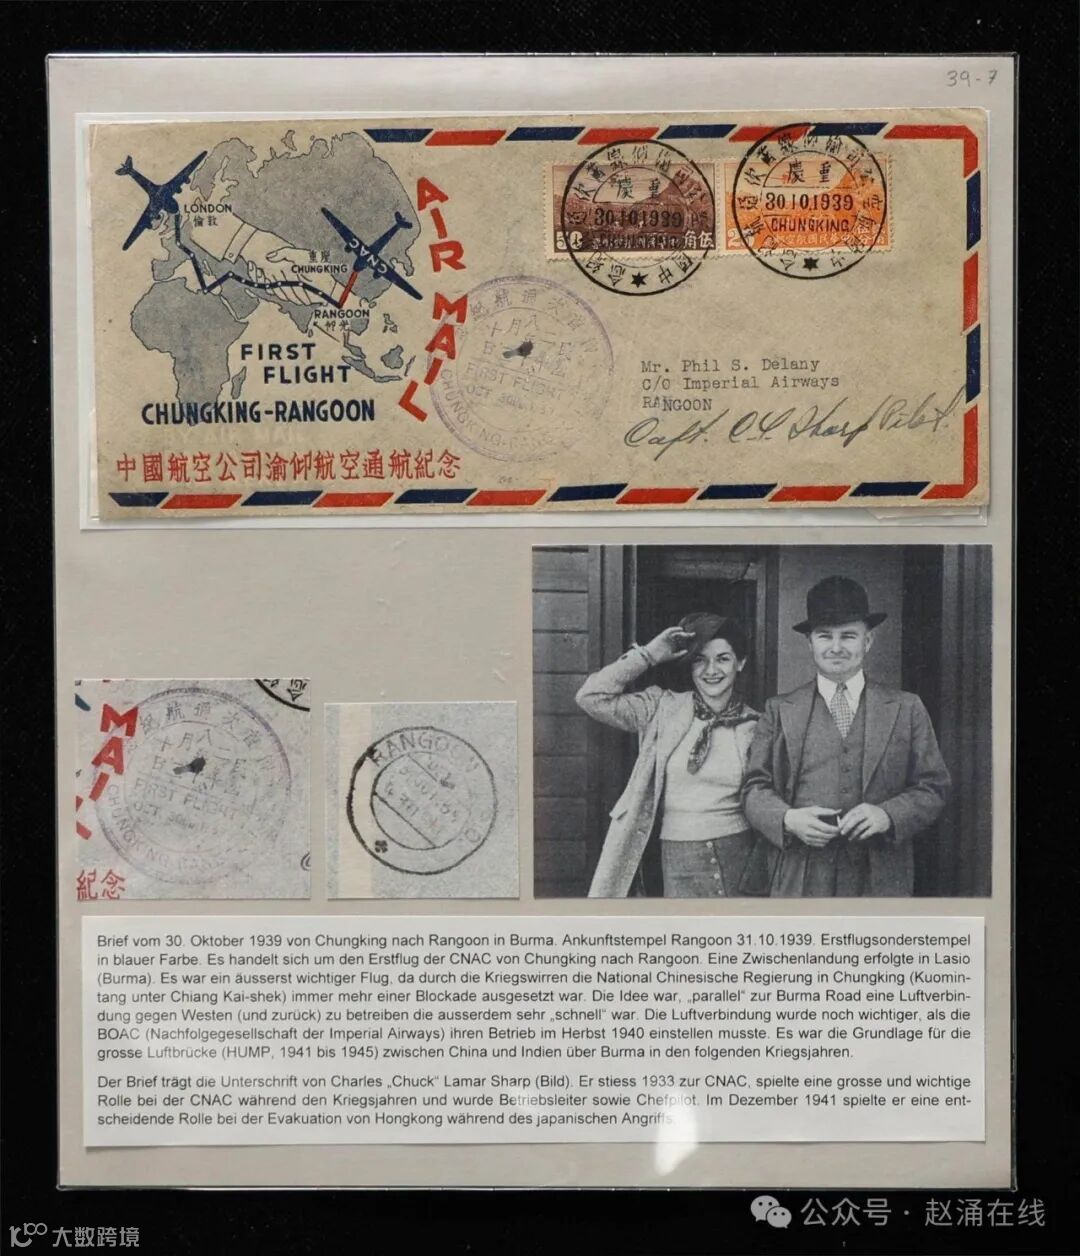 39-7
LONDON
倫敦
重慶
CHUNGKING
CNAC
RANGOON
仰光
FIRST
FLIGHT
CHUNGKING-RANGOON
中國航空公司渝仰航空通航紀念
AIR MAIL
重慶
30.10.1939
CHUNGKING
重慶
30.10.1939
CHUNGKING
FIRST FLIGHT
Mr. Phil S. Delany
C/O Imperial Airways
RANGOON
Capt. C L Sharp Pilot
MAIL
FIRST FLIGHT
紀念
RANGOON
Brief vom 30. Oktober 1939 von Chungking nach Rangoon in Burma. Ankunftstempel Rangoon 31.10.1939. Erstflugsonderstempel
in blauer Farbe. Es handelt sich um den Erstflug der CNAC von Chungking nach Rangoon. Eine Zwischenlandung erfolgte in Lasio
(Burma). Es war ein äusserst wichtiger Flug, da durch die Kriegswirren die National Chinesische Regierung in Chungking (Kuomin-
tang unter Chiang Kai-shek) immer mehr einer Blockade ausgesetzt war. Die Idee war, „parallel“ zur Burma Road eine Luftverbin-
dung gegen Westen (und zurück) zu betreiben die ausserdem sehr „schnell“ war. Die Luftverbindung wurde noch wichtiger, als die
BOAC (Nachfolgegesellschaft der Imperial Airways) ihren Betrieb im Herbst 1940 einstellen musste. Es war die Grundlage für die
grosse Luftbrücke (HUMP, 1941 bis 1945) zwischen China und Indien über Burma in den folgenden Kriegsjahren.
Der Brief trägt die Unterschrift von Charles „Chuck“ Lamar Sharp (Bild). Er stiess 1933 zur CNAC, spielte eine grosse und wichtige
Rolle bei der CNAC während den Kriegsjahren und wurde Betriebsleiter sowie Chefpilot. Im Dezember 1941 spielte er eine ent-
scheidende Rolle bei der Evakuation von Hongkong während des japanischen Angriffs.
公众号 · 赵涌在线
大数跨境